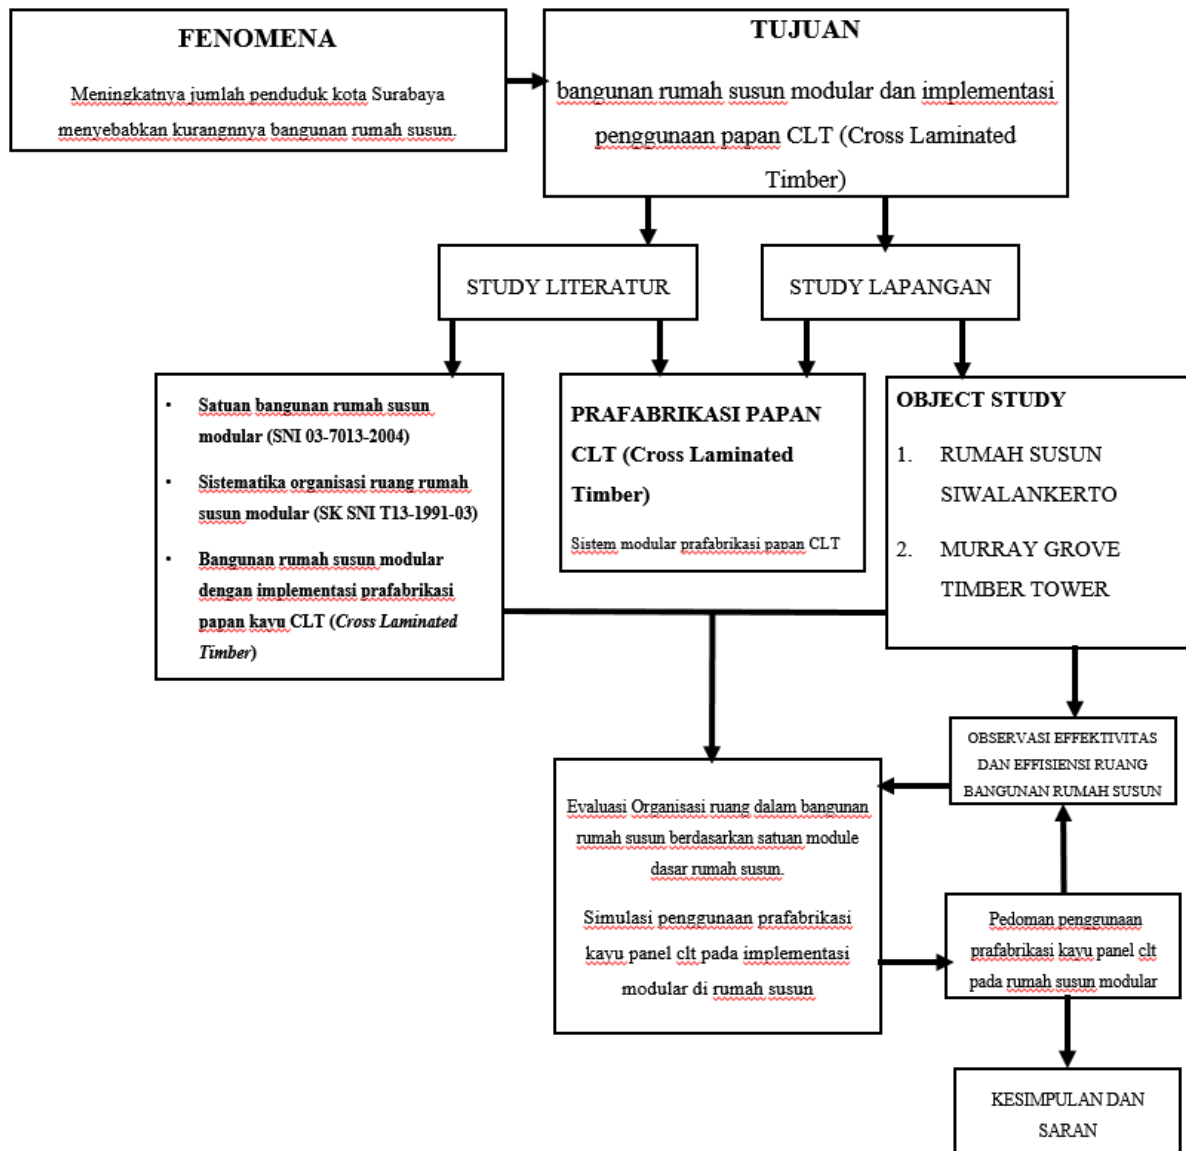 FENOMENA
Meningkatnya jumlah penduduk kota Surabaya
menyebabkan kurangnnya bangunan rumah susun.
TUJUAN
bangunan rumah susun modular dan implementasi
penggunaan papan CLT (Cross Laminated
Timber)
STUDY LITERATUR
STUDY LAPANGAN
• Satuan bangunan rumah susun
modular (SNI 03-7013-2004)
• Sistematika organisasi ruang rumah
susun modular (SK SNI T13-1991-03)
• Bangunan rumah susun modular
dengan implementasi prafabrikasi
papan kayu CLT (Cross Laminated
Timber)
PRAFABRIKASI PAPAN
CLT (Cross Laminated
Timber)
Sistem modular prafabrikasi papan CLT
OBJECT STUDY
1. RUMAH SUSUN
SIWALANKERTO
2. MURRAY GROVE
TIMBER TOWER
OBSERVASI EFFEKTIVITAS
DAN EFFISIENSI RUANG
BANGUNAN RUMAH SUSUN
Evaluasi Organisasi ruang dalam bangunan
rumah susun berdasarkan satuan module
dasar rumah susun.
Simulasi penggunaan prafabrikasi
kayu panel clt pada implementasi
modular di rumah susun
Pedoman penggunaan
prafabrikasi kayu panel clt
pada rumah susun modular
KESIMPULAN DAN
SARAN